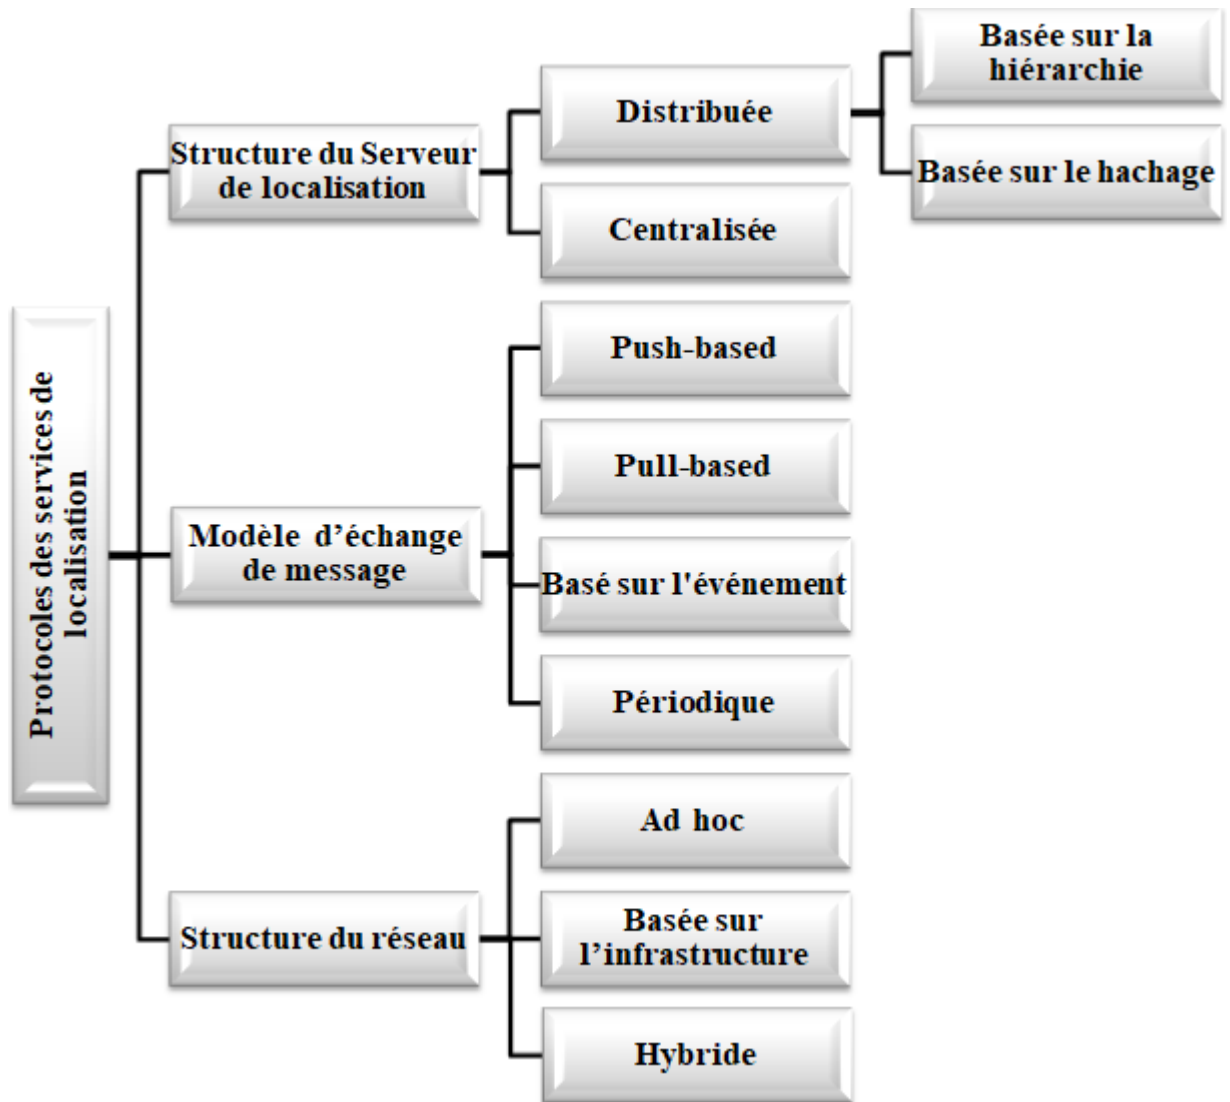 Protocoles des services de
localisation
Structure du Serveur
de localisation
Distribuée
Basée sur la
hiérarchie
Basée sur le hachage
Centralisée
Modèle d’échange
de message
Push-based
Pull-based
Basé sur l'événement
Périodique
Structure du réseau
Ad hoc
Basée sur
l’infrastructure
Hybride